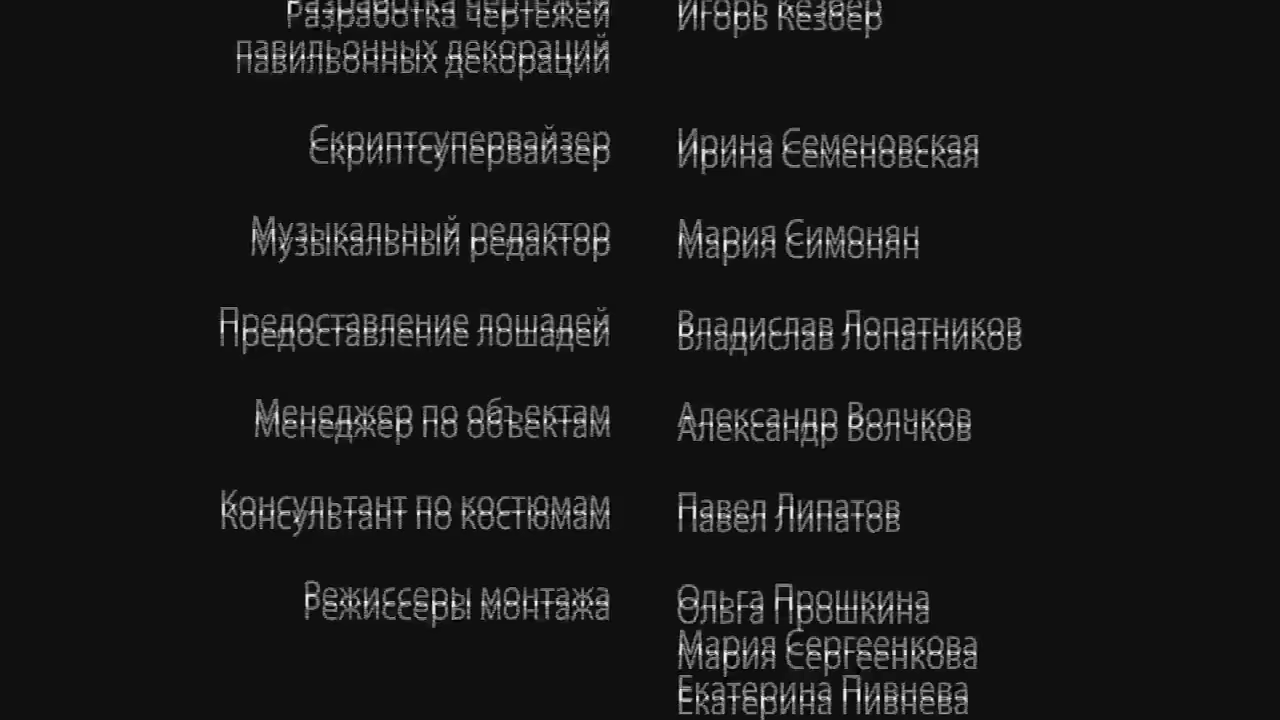 Разработка чертежей Игорь Кезбер
павильонных декораций
Скриптсупервайзер Ирина Семеновская
Музыкальный редактор Мария Симонян
Предоставление лошадей Владислав Лопатников
Менеджер по объектам Александр Волчков
Консультант по костюмам Павел Липатов
Режиссеры монтажа Ольга Прошкина
Мария Сергеенкова
Екатерина Пивнева